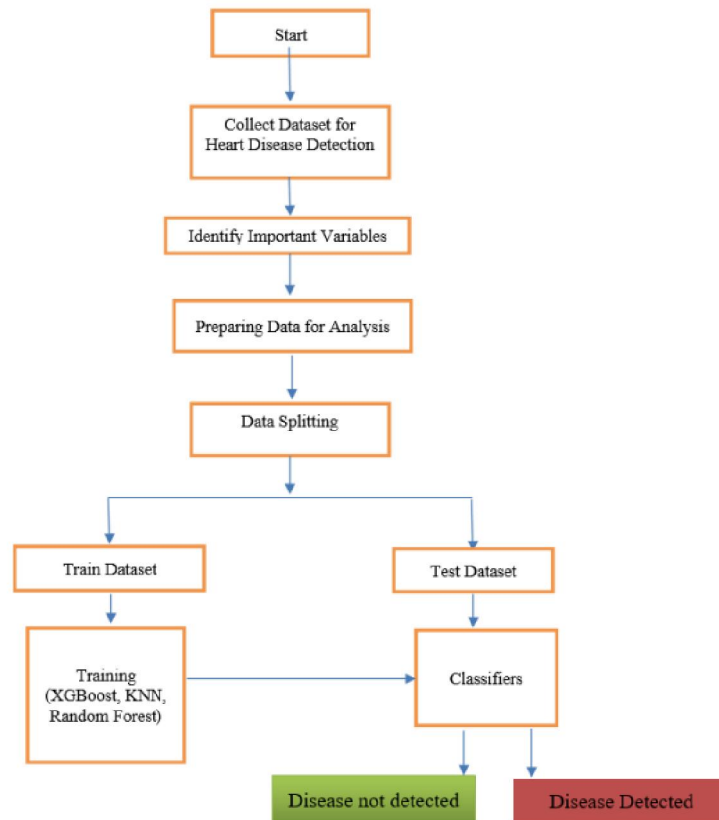 Start
Collect Dataset for
Heart Disease Detection
Identify Important Variables
Preparing Data for Analysis
Data Splitting
Train Dataset
Test Dataset
Training
(XGBoost, KNN,
Random Forest)
Classifiers
Disease not detected
Disease Detected